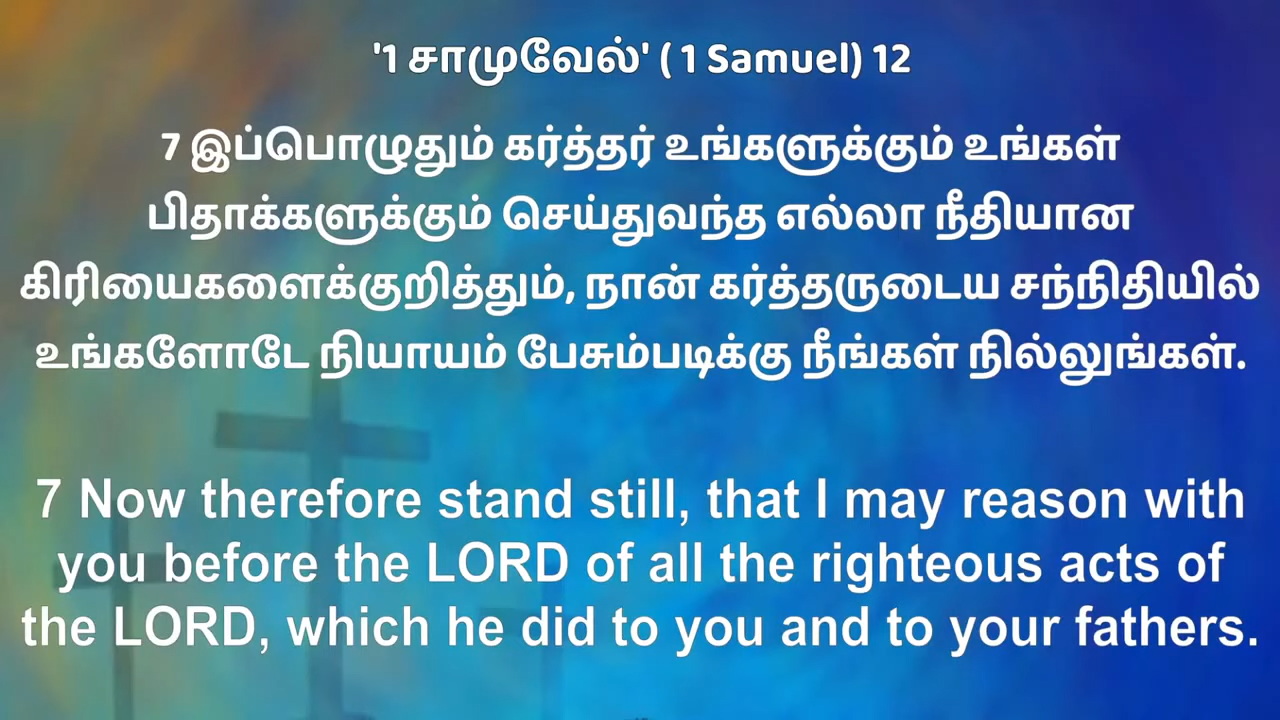 '1 சாமுவேல்' ( 1 Samuel) 12
7 இப்பொழுதும் கர்த்தர் உங்களுக்கும் உங்கள்
பிதாக்களுக்கும் செய்துவந்த எல்லா நீதியான
கிரியைகளைக்குறித்தும், நான் கர்த்தருடைய சந்நிதியில்
உங்களோடே நியாயம் பேசும்படிக்கு நீங்கள் நில்லுங்கள்.
7 Now therefore stand still, that I may reason with
you before the LORD of all the righteous acts of
the LORD, which he did to you and to your fathers.